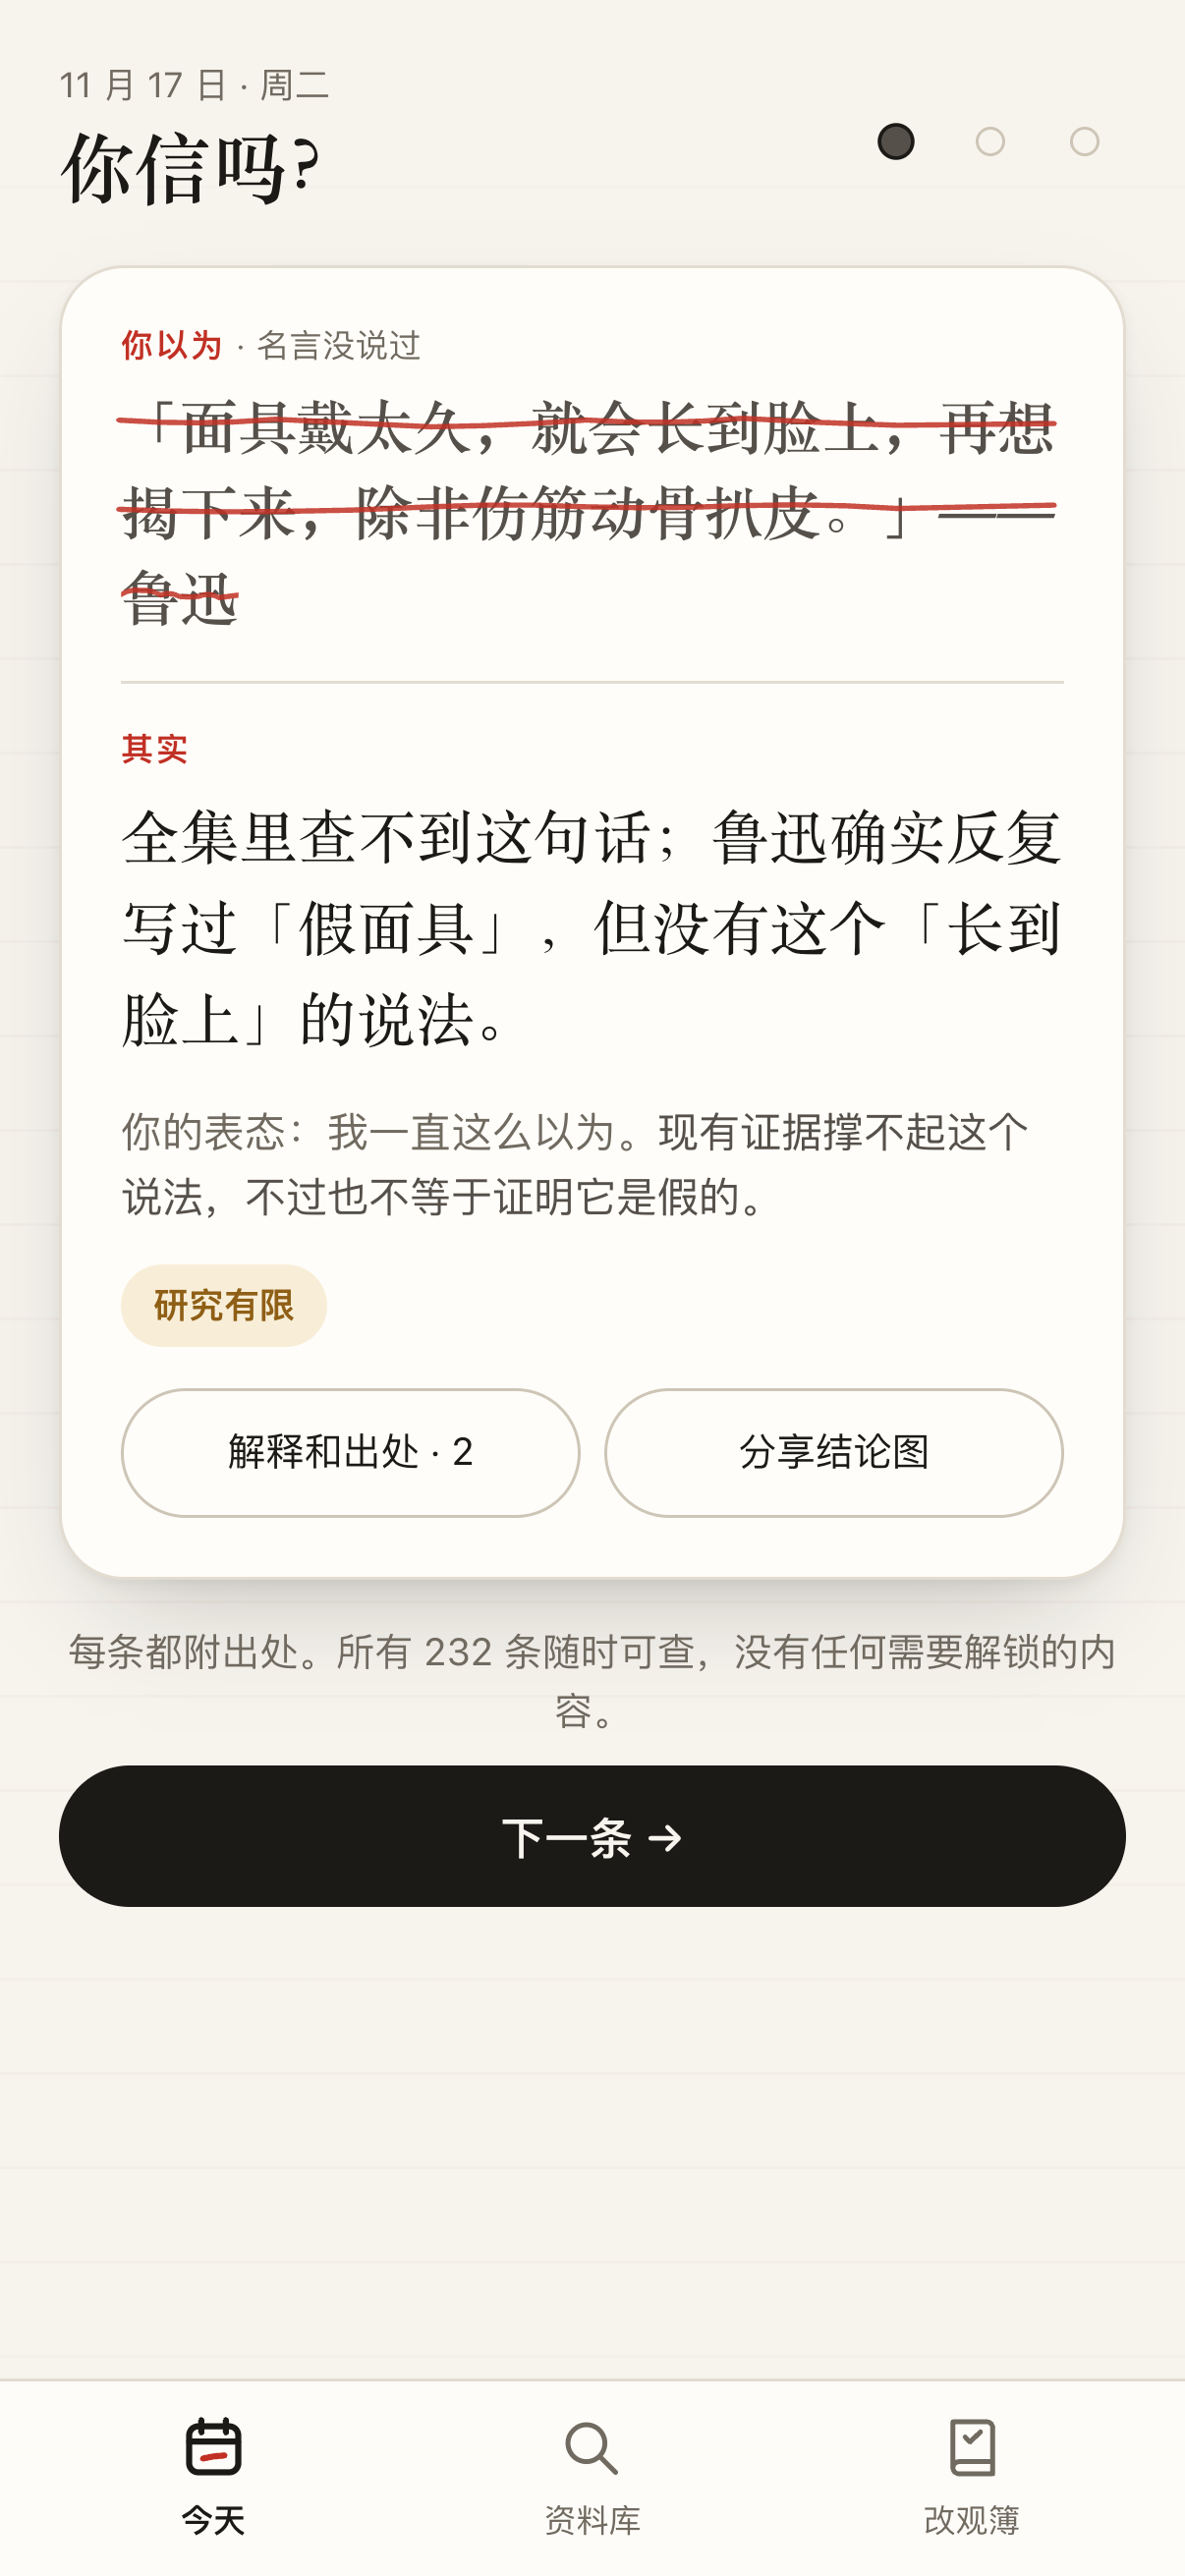 11 月 17 日 · 周二
你信吗?
你以为 · 名言没说过
「面具戴太久，就会长到脸上，再想
揭下来，除非伤筋动骨扒皮。」——
鲁迅
其实
全集里查不到这句话；鲁迅确实反复
写过「假面具」，但没有这个「长到
脸上」的说法。
你的表态：我一直这么以为。现有证据撑不起这个
说法，不过也不等于证明它是假的。
研究有限
解释和出处 · 2
分享结论图
每条都附出处。所有 232 条随时可查，没有任何需要解锁的内
容。
下一条 →
今天
资料库
改观簿